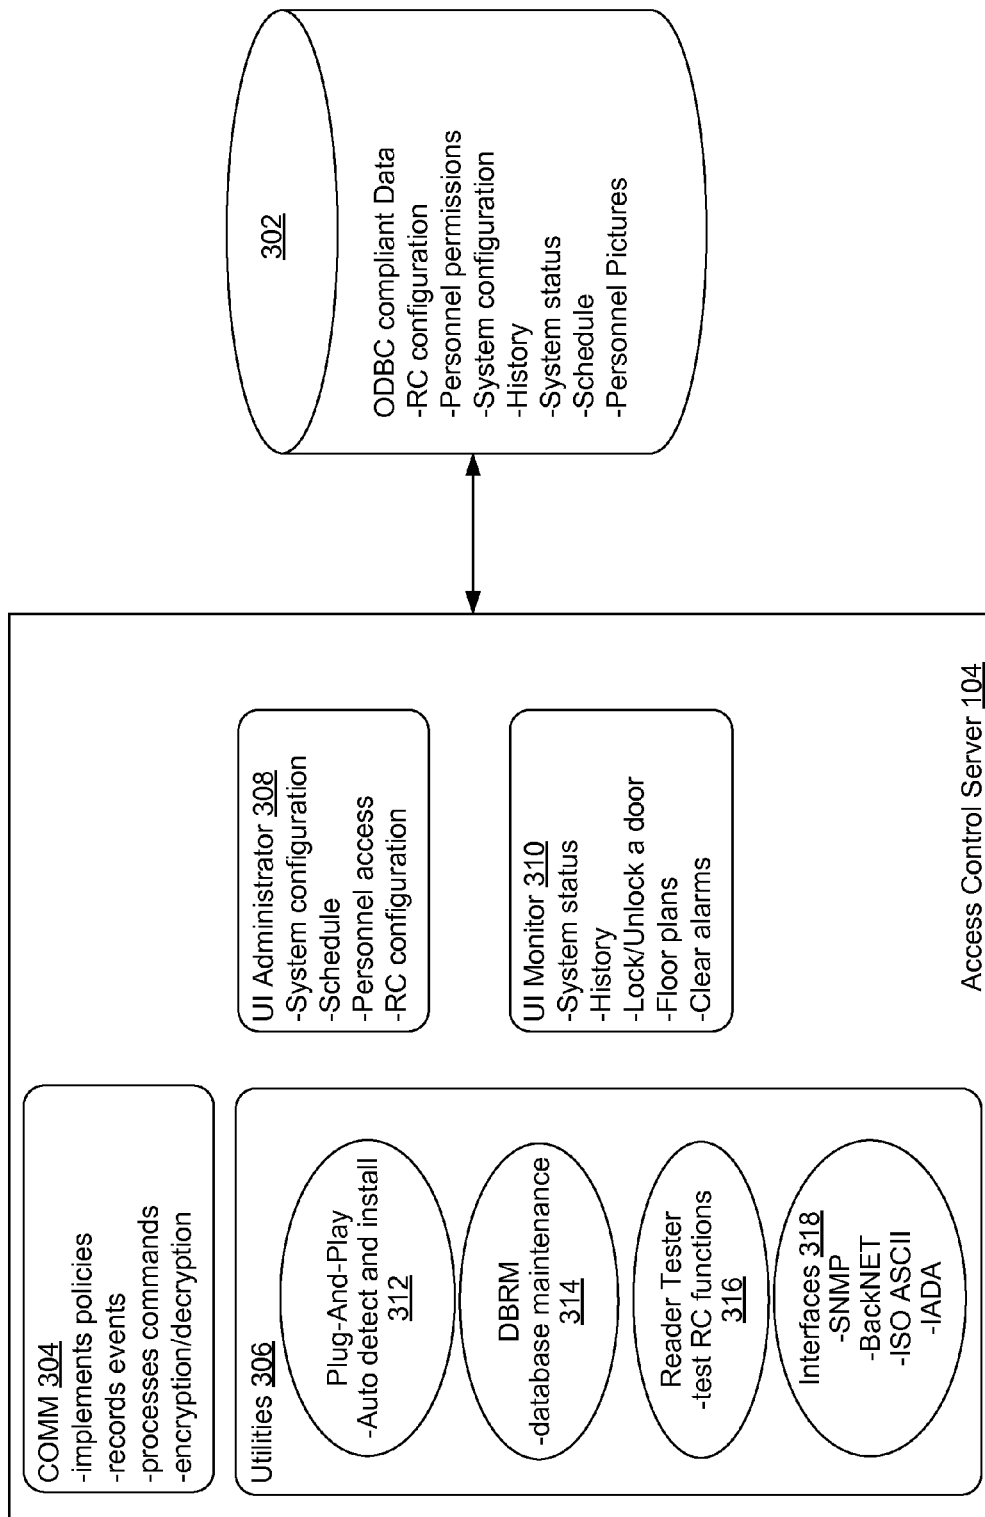 COMM 304
-implements policies
-records events
-processes commands
-encryption/decryption
Utilities 306
Plug-And-Play
-Auto detect and install
312
DBRM
-database maintenance
314
Reader Tester
-test RC functions
316
Interfaces 318
-SNMP
-BackNET
-ISO ASCII
-IADA
UI Administrator 308
-System configuration
-Schedule
-Personnel access
-RC configuration
UI Monitor 310
-System status
-History
-Lock/Unlock a door
-Floor plans
-Clear alarms
Access Control Server 104
302
ODBC compliant Data
-RC configuration
-Personnel permissions
-System configuration
-History
-System status
-Schedule
-Personnel Pictures